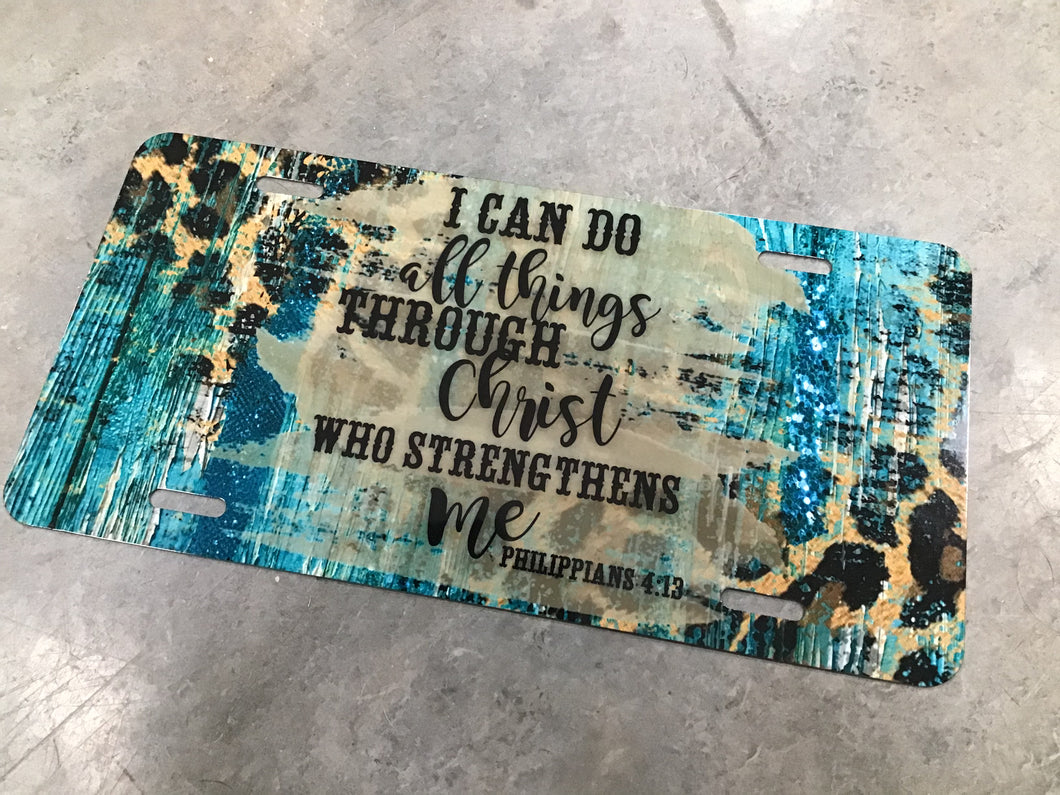 I CAN DO
all things
THROUGH
Christ
WHO STRENGTHENS
me
PHILIPPIANS 4:13